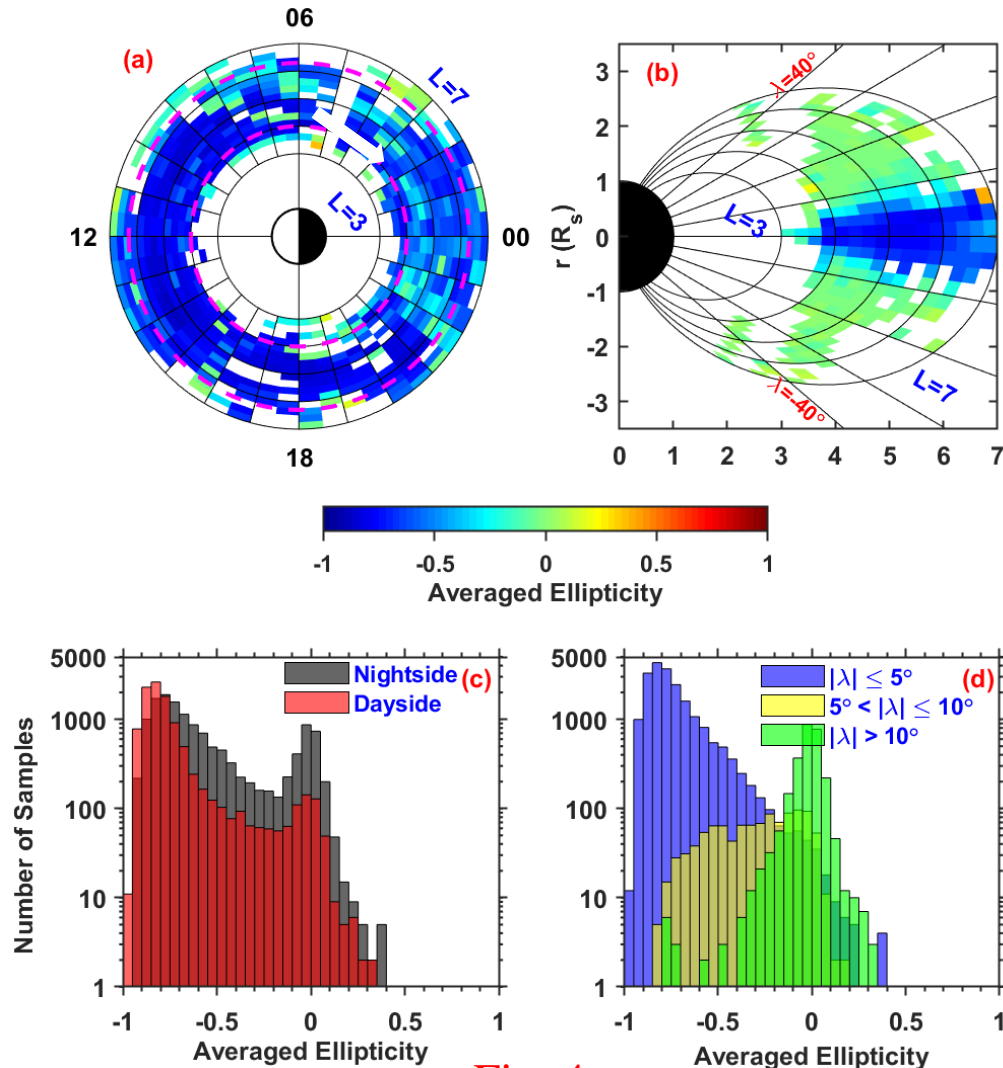 06
(a)
L=7
12
L=3
00
18
(b)
λ=40°
3
2
1
0
-1
-2
-3
r (Rs)
L=3
L=7
λ=-40°
0 1 2 3 4 5 6 7
-1 -0.5 0 0.5 1
Averaged Ellipticity
5000
1000
100
10
1
Number of Samples
Nightside
Dayside
(c)
-1 -0.5 0 0.5 1
Averaged Ellipticity
5000
1000
100
10
1
|λ| ≤ 5°
5° < |λ| ≤ 10°
|λ| > 10°
(d)
-1 -0.5 0 0.5 1
Averaged Ellipticity